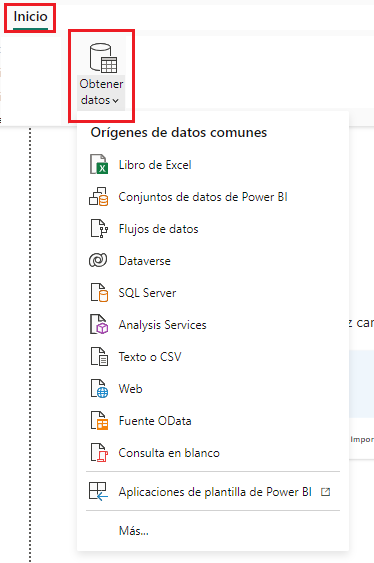 Inicio
Obtener
datos
Orígenes de datos comunes
Libro de Excel
Conjuntos de datos de Power BI
Flujos de datos
Dataverse
SQL Server
Analysis Services
z car
Texto o CSV
Web
Fuente OData
Impor
Consulta en blanco
Aplicaciones de plantilla de Power BI
Más...